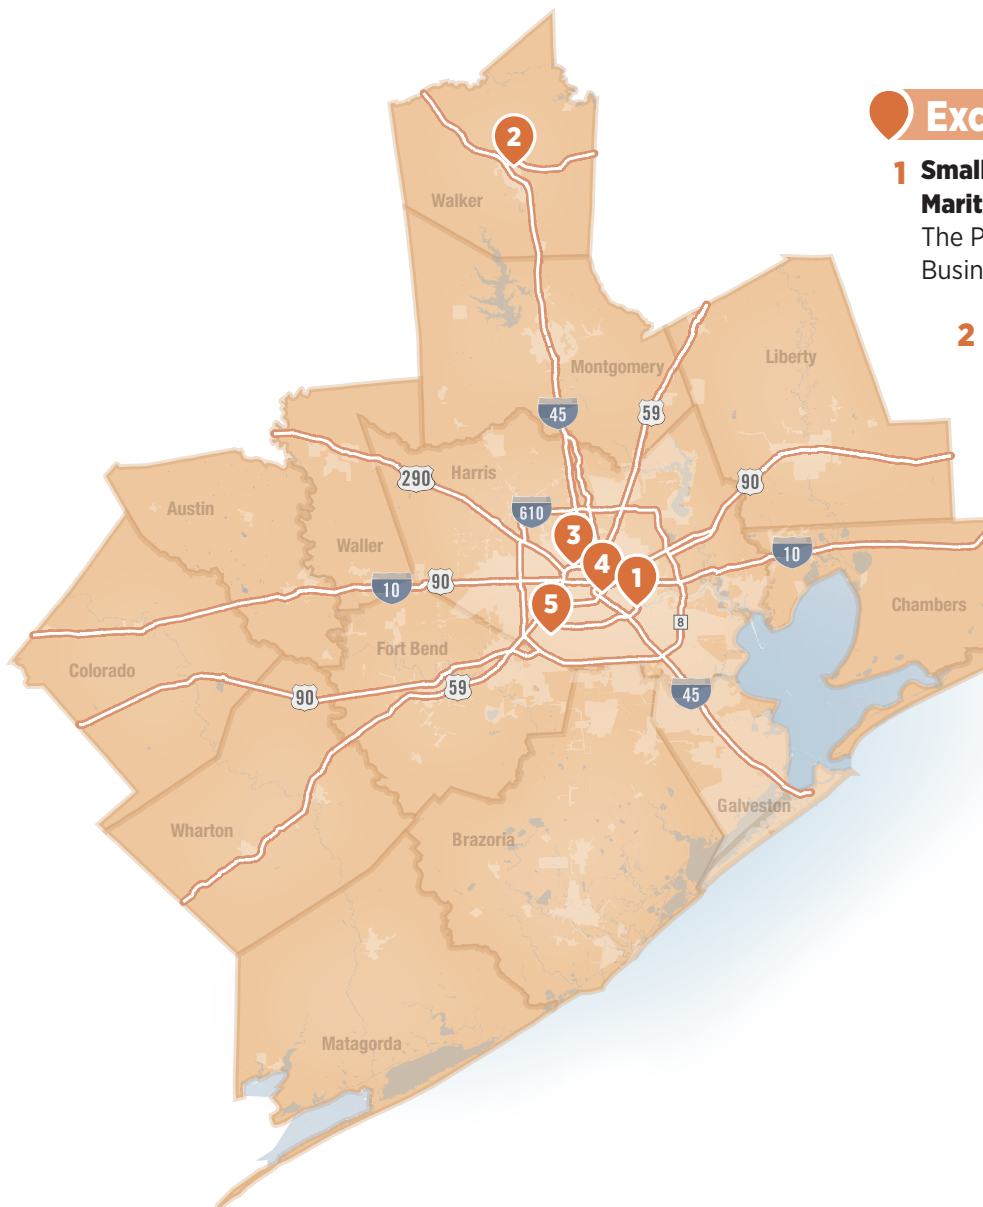 2
Exc
1 Small
Marit
The P
Busin
Walker
2
Liberty
Montgomery
45
59
Harris
290
90
Austin
610
Waller
3
10
4
1
10
90
5
Chambers
8
Fort Bend
Colorado
59
90
45
Galveston
Wharton
Brazoria
Matagorda